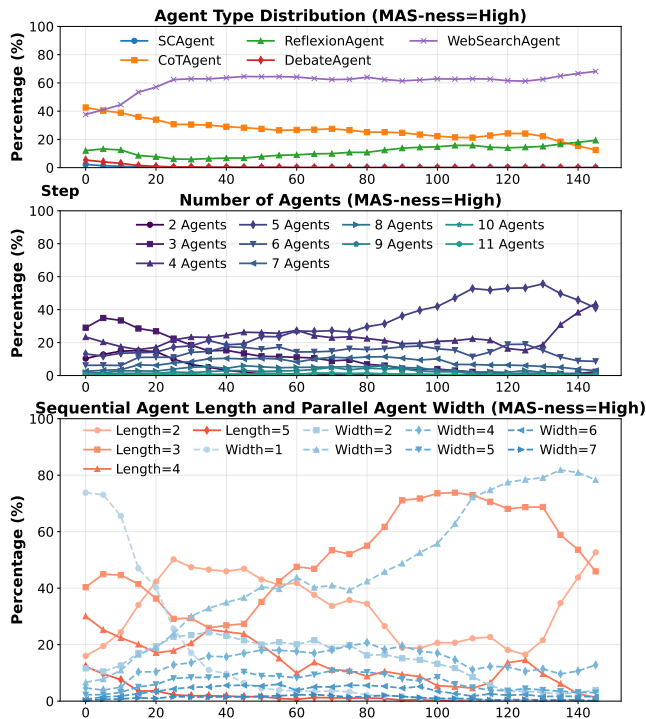 Agent Type Distribution (MAS-ness=High)
Percentage (%)
100
80
60
40
20
0
SCAgent
CoTAgent
ReflexionAgent
DebateAgent
WebSearchAgent
0 20 40 60 80 100 120 140
Step
Number of Agents (MAS-ness=High)
Percentage (%)
100
80
60
40
20
0
2 Agents
3 Agents
4 Agents
5 Agents
6 Agents
7 Agents
8 Agents
9 Agents
10 Agents
11 Agents
0 20 40 60 80 100 120 140
Sequential Agent Length and Parallel Agent Width (MAS-ness=High)
Percentage (%)
100
80
60
40
20
0
Length=2
Length=3
Length=4
Length=5
Width=1
Width=2
Width=3
Width=4
Width=5
Width=6
Width=7
0 20 40 60 80 100 120 140